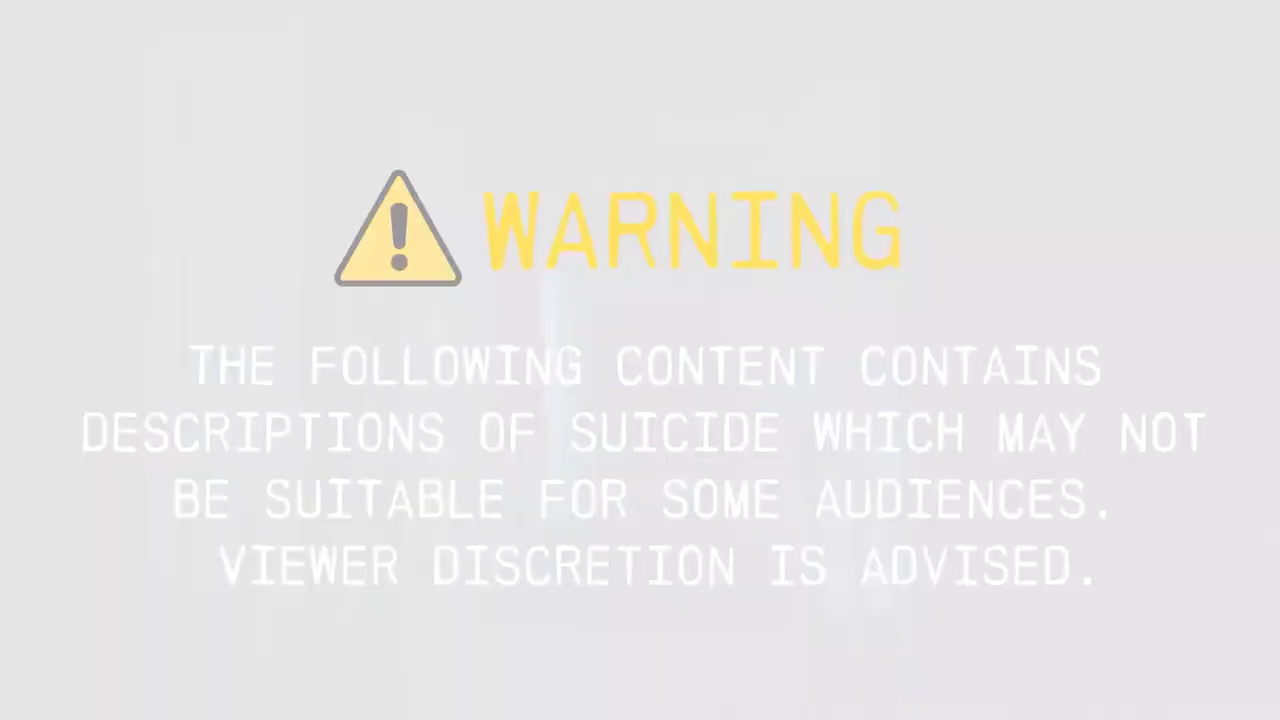 WARNING
THE FOLLOWING CONTENT CONTAINS
DESCRIPTIONS OF SUICIDE WHICH MAY NOT
BE SUITABLE FOR SOME AUDIENCES.
VIEWER DISCRETION IS ADVISED.